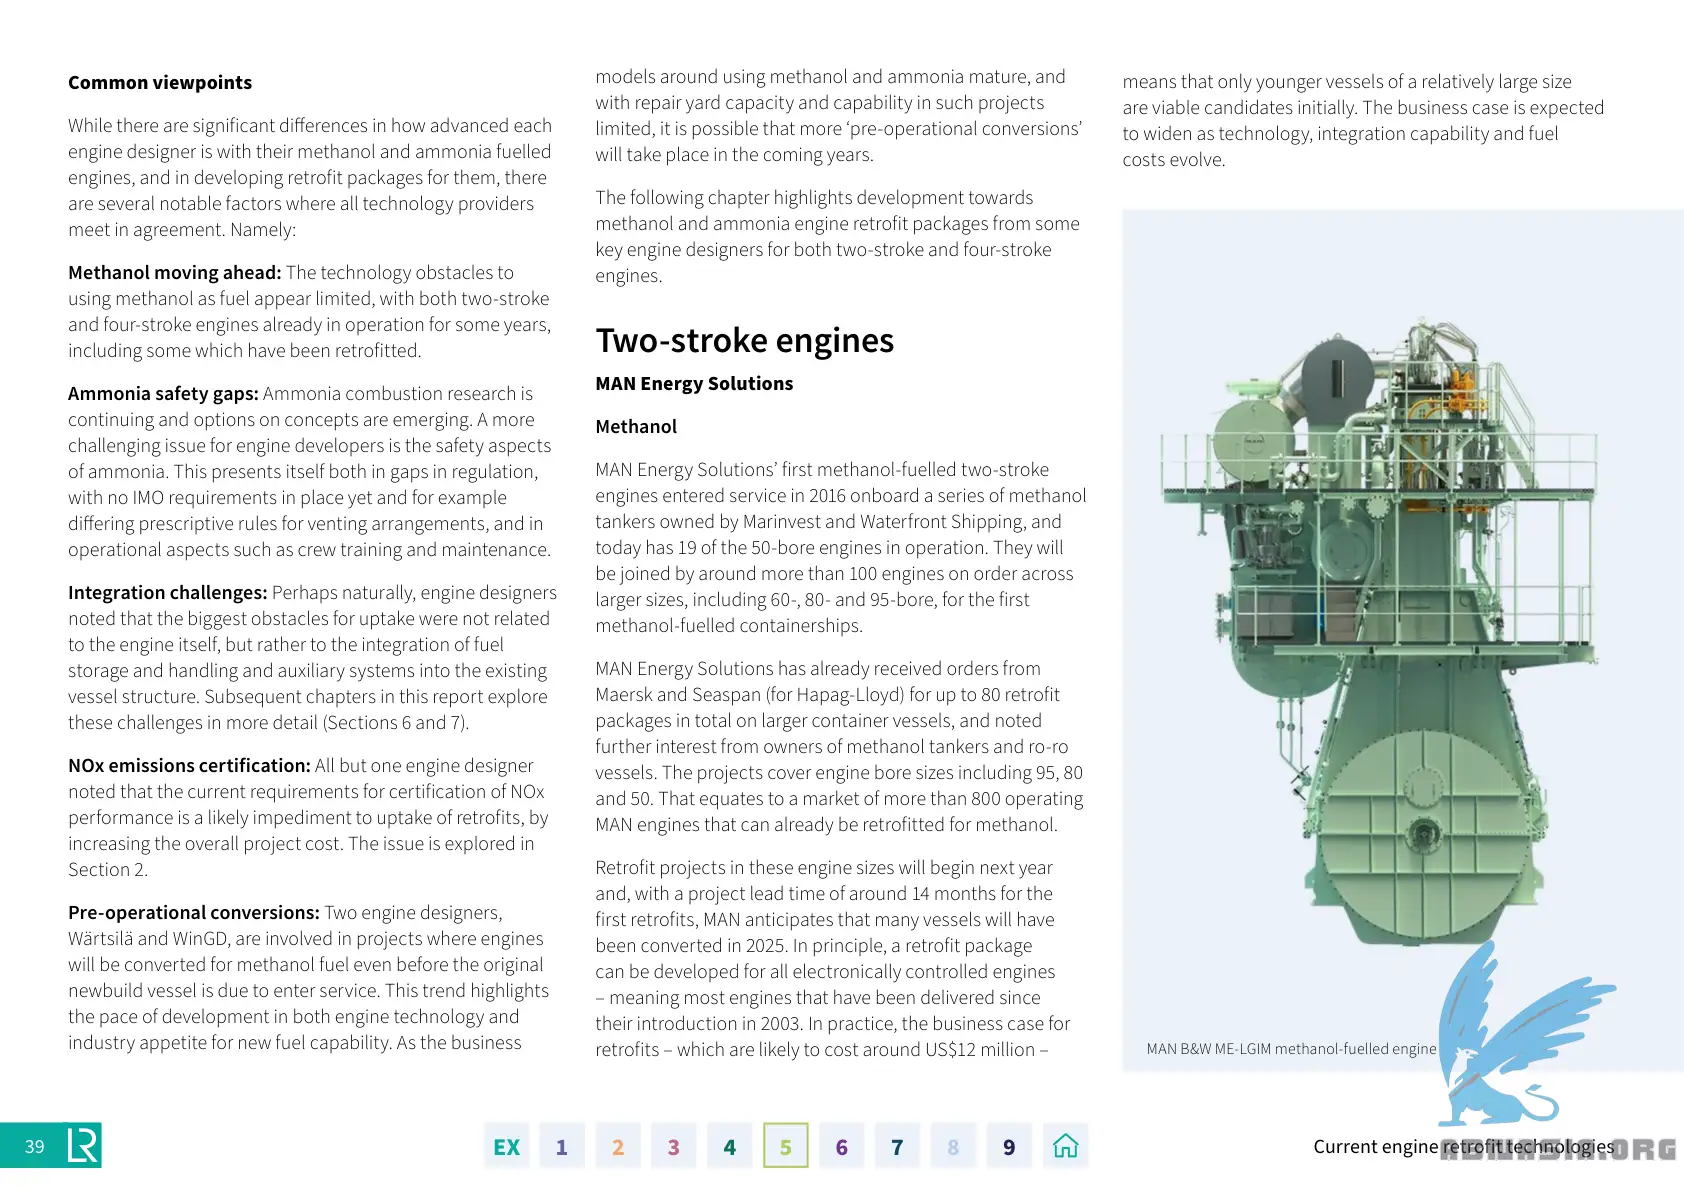 Common viewpoints
While there are significant differences in how advanced each
engine designer is with their methanol and ammonia fuelled
engines, and in developing retrofit packages for them, there
are several notable factors where all technology providers
meet in agreement. Namely:
Methanol moving ahead: The technology obstacles to
using methanol as fuel appear limited, with both two-stroke
and four-stroke engines already in operation for some years,
including some which have been retrofitted.
Ammonia safety gaps: Ammonia combustion research is
continuing and options on concepts are emerging. A more
challenging issue for engine developers is the safety aspects
of ammonia. This presents itself both in gaps in regulation,
with no IMO requirements in place yet and for example
differing prescriptive rules for venting arrangements, and in
operational aspects such as crew training and maintenance.
Integration challenges: Perhaps naturally, engine designers
noted that the biggest obstacles for uptake were not related
to the engine itself, but rather to the integration of fuel
storage and handling and auxiliary systems into the existing
vessel structure. Subsequent chapters in this report explore
these challenges in more detail (Sections 6 and 7).
NOx emissions certification: All but one engine designer
noted that the current requirements for certification of NOx
performance is a likely impediment to uptake of retrofits, by
increasing the overall project cost. The issue is explored in
Section 2.
Pre-operational conversions: Two engine designers,
Wärtsilä and WinGD, are involved in projects where engines
will be converted for methanol fuel even before the original
newbuild vessel is due to enter service. This trend highlights
the pace of development in both engine technology and
industry appetite for new fuel capability. As the business
models around using methanol and ammonia mature, and
with repair yard capacity and capability in such projects
limited, it is possible that more ‘pre-operational conversions’
will take place in the coming years.
The following chapter highlights development towards
methanol and ammonia engine retrofit packages from some
key engine designers for both two-stroke and four-stroke
engines.
Two-stroke engines
MAN Energy Solutions
Methanol
MAN Energy Solutions’ first methanol-fuelled two-stroke
engines entered service in 2016 onboard a series of methanol
tankers owned by Marinvest and Waterfront Shipping, and
today has 19 of the 50-bore engines in operation. They will
be joined by around more than 100 engines on order across
larger sizes, including 60-, 80- and 95-bore, for the first
methanol-fuelled containerships.
MAN Energy Solutions has already received orders from
Maersk and Seaspan (for Hapag-Lloyd) for up to 80 retrofit
packages in total on larger container vessels, and noted
further interest from owners of methanol tankers and ro-ro
vessels. The projects cover engine bore sizes including 95, 80
and 50. That equates to a market of more than 800 operating
MAN engines that can already be retrofitted for methanol.
Retrofit projects in these engine sizes will begin next year
and, with a project lead time of around 14 months for the
first retrofits, MAN anticipates that many vessels will have
been converted in 2025. In principle, a retrofit package
can be developed for all electronically controlled engines
– meaning most engines that have been delivered since
their introduction in 2003. In practice, the business case for
retrofits – which are likely to cost around US$12 million –
means that only younger vessels of a relatively large size
are viable candidates initially. The business case is expected
to widen as technology, integration capability and fuel
costs evolve.
MAN B&W ME-LGIM methanol-fuelled engine
39
LR
EX 1 2 3 4 5 6 7 8 9
Current engine retrofit technologies
ADNASIA.ORG